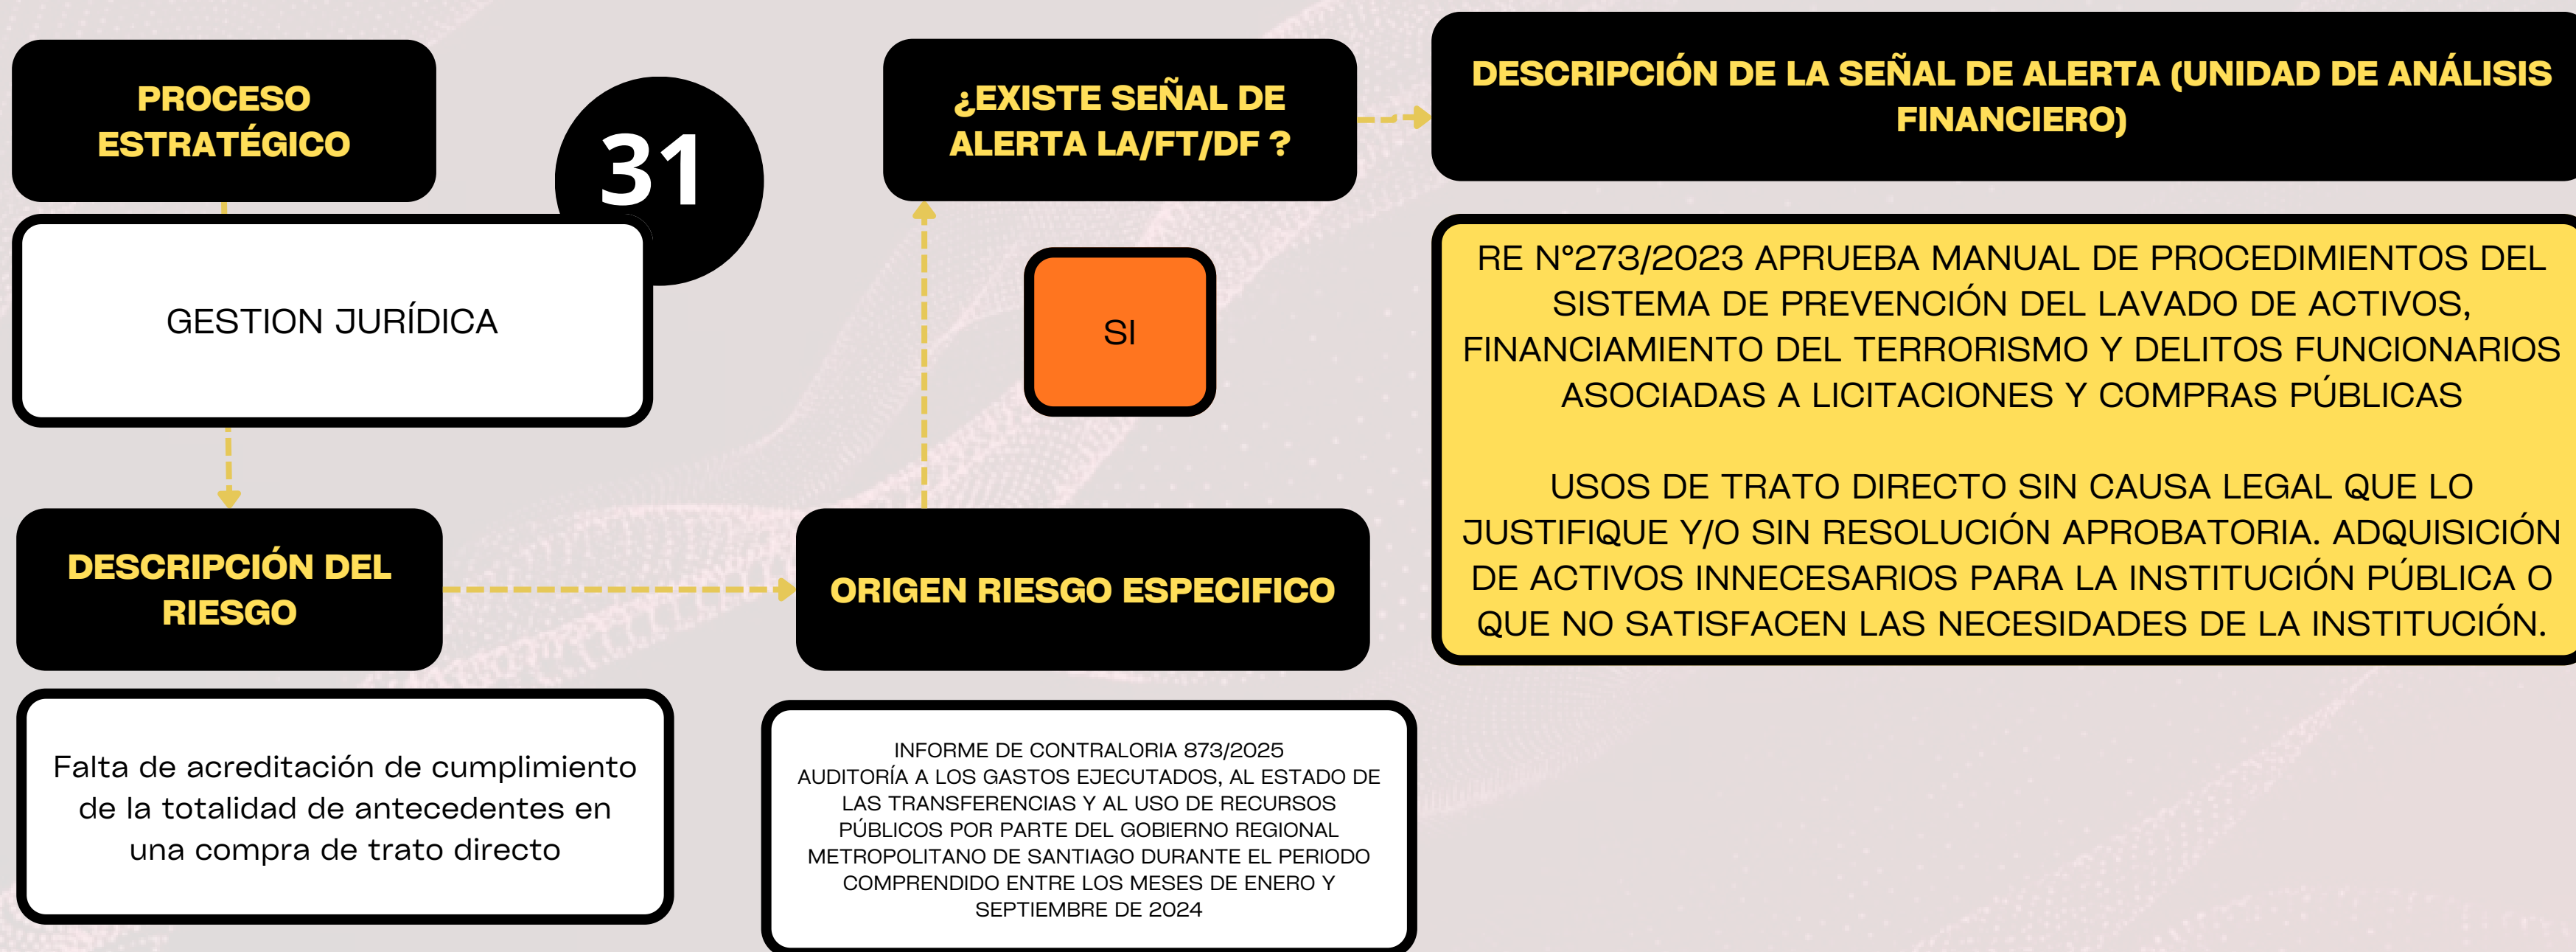 PROCESO
ESTRATÉGICO
31
GESTION JURÍDICA
DESCRIPCIÓN DEL
RIESGO
Falta de acreditación de cumplimiento
de la totalidad de antecedentes en
una compra de trato directo
ORIGEN RIESGO ESPECIFICO
INFORME DE CONTRALORIA 873/2025
AUDITORÍA A LOS GASTOS EJECUTADOS, AL ESTADO DE
LAS TRANSFERENCIAS Y AL USO DE RECURSOS
PÚBLICOS POR PARTE DEL GOBIERNO REGIONAL
METROPOLITANO DE SANTIAGO DURANTE EL PERIODO
COMPRENDIDO ENTRE LOS MESES DE ENERO Y
SEPTIEMBRE DE 2024
¿EXISTE SEÑAL DE
ALERTA LA/FT/DF ?
SI
DESCRIPCIÓN DE LA SEÑAL DE ALERTA (UNIDAD DE ANÁLISIS
FINANCIERO)
RE N°273/2023 APRUEBA MANUAL DE PROCEDIMIENTOS DEL
SISTEMA DE PREVENCIÓN DEL LAVADO DE ACTIVOS,
FINANCIAMIENTO DEL TERRORISMO Y DELITOS FUNCIONARIOS
ASOCIADAS A LICITACIONES Y COMPRAS PÚBLICAS
USOS DE TRATO DIRECTO SIN CAUSA LEGAL QUE LO
JUSTIFIQUE Y/O SIN RESOLUCIÓN APROBATORIA. ADQUISICIÓN
DE ACTIVOS INNECESARIOS PARA LA INSTITUCIÓN PÚBLICA O
QUE NO SATISFACEN LAS NECESIDADES DE LA INSTITUCIÓN.